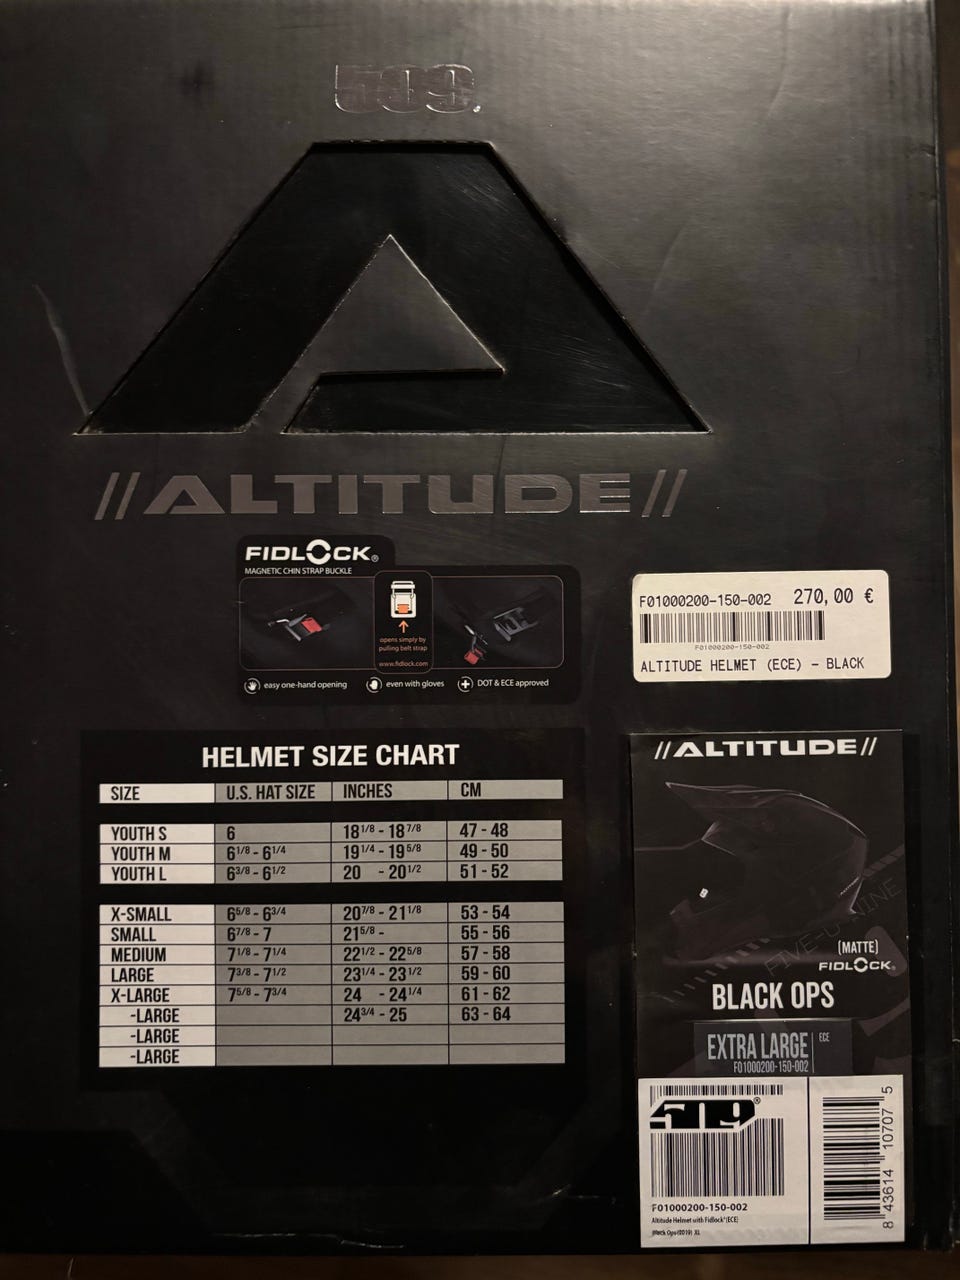 509
//ALTITUDE//
FIDLOCK®
MAGNETIC CHIN STRAP BUCKLE
opens simply by
pulling belt strap
www.fidlock.com
easy one-hand opening even with gloves DOT & ECE approved
F01000200-150-002 270,00 €
F01000200-150-002
ALTITUDE HELMET (ECE) - BLACK
HELMET SIZE CHART
SIZE U.S. HAT SIZE INCHES CM
YOUTH S 6 18 1/8 - 18 7/8 47 - 48
YOUTH M 6 1/8 - 6 1/4 19 1/4 - 19 5/8 49 - 50
YOUTH L 6 3/8 - 6 1/2 20 - 20 1/2 51 - 52
X-SMALL 6 5/8 - 6 3/4 20 7/8 - 21 1/8 53 - 54
SMALL 6 7/8 - 7 21 5/8 - 55 - 56
MEDIUM 7 1/8 - 7 1/4 22 1/2 - 22 5/8 57 - 58
LARGE 7 3/8 - 7 1/2 23 1/4 - 23 1/2 59 - 60
X-LARGE 7 5/8 - 7 3/4 24 - 24 1/4 61 - 62
-LARGE 24 3/4 - 25 63 - 64
-LARGE
-LARGE
//ALTITUDE//
FIVE-0-NINE
(MATTE)
FIDLOCK®
BLACK OPS
EXTRA LARGE ECE
F01000200-150-002
509®
F01000200-150-002
Altitude Helmet with Fidlock® (ECE)
Black Ops (2019) XL
8 43614 10707 5